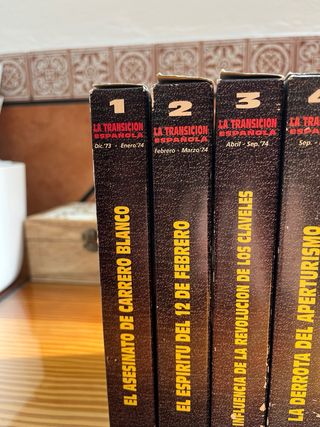 1
LA TRANSICION
ESPAÑOLA
Dic. '73 - Enero '74
EL ASESINATO DE CARRERO BLANCO
2
LA TRANSICION
ESPAÑOLA
Febrero - Marzo '74
EL ESPIRITU DEL 12 DE FEBRERO
3
LA TRANSICION
ESPAÑOLA
Abril - Sep. '74
INFLUENCIA DE LA REVOLUCION DE LOS CLAVELES
4
LA TRANSICION
ESPAÑOLA
Sep.
LA DERROTA DEL APERTURISMO